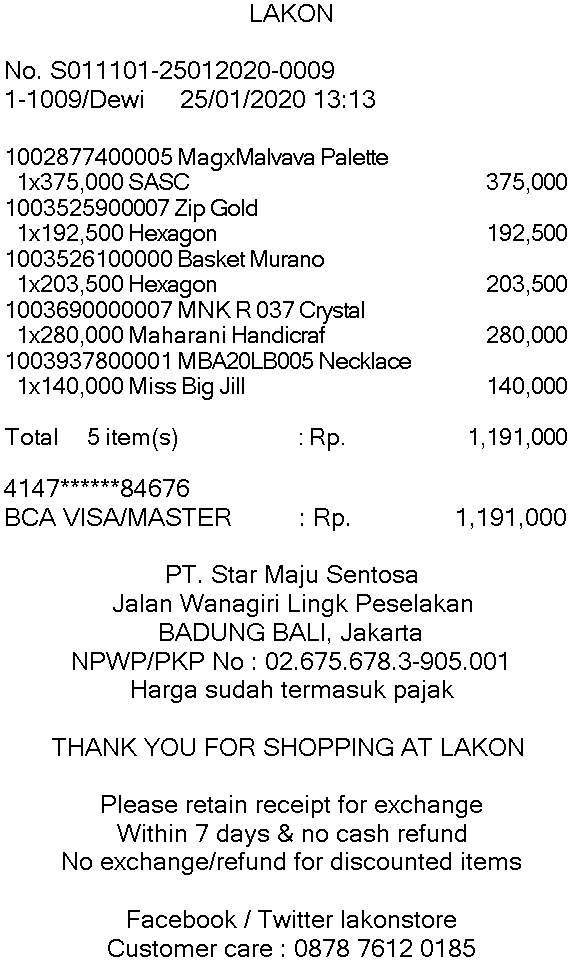 LAKON
No. S011101-25012020-0009
1-1009/Dewi 25/01/2020 13:13
1002877400005 MagxMalvava Palette
1x375,000 SASC 375,000
1003525900007 Zip Gold
1x192,500 Hexagon 192,500
1003526100000 Basket Murano
1x203,500 Hexagon 203,500
1003690000007 MNK R 037 Crystal
1x280,000 Maharani Handicraf 280,000
1003937800001 MBA20LB005 Necklace
1x140,000 Miss Big Jill 140,000
Total 5 item(s) : Rp. 1,191,000
4147******84676
BCA VISA/MASTER : Rp. 1,191,000
PT. Star Maju Sentosa
Jalan Wanagiri Lingk Peselakan
BADUNG BALI, Jakarta
NPWP/PKP No : 02.675.678.3-905.001
Harga sudah termasuk pajak
THANK YOU FOR SHOPPING AT LAKON
Please retain receipt for exchange
Within 7 days & no cash refund
No exchange/refund for discounted items
Facebook / Twitter lakonstore
Customer care : 0878 7612 0185